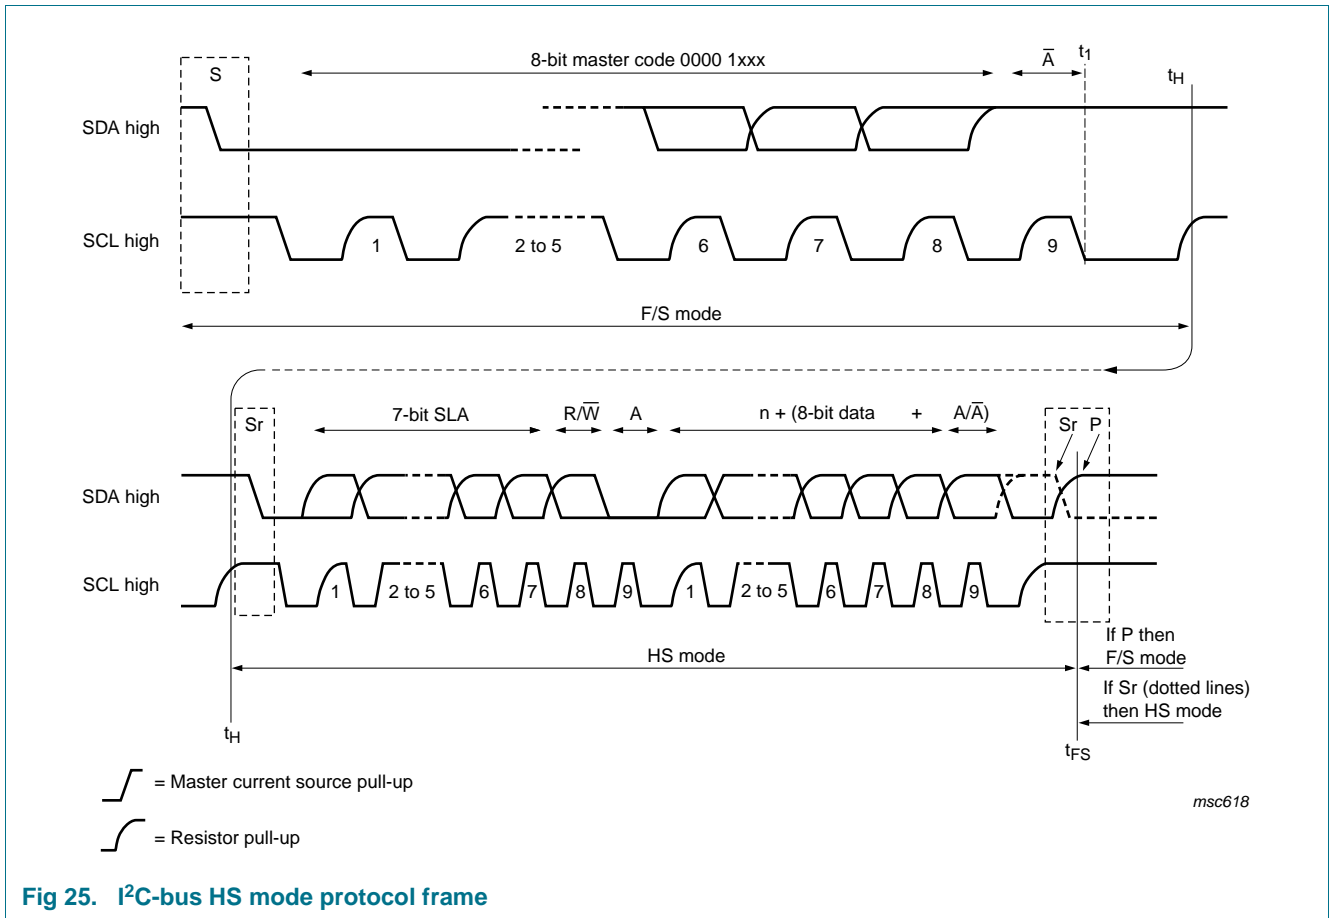 S
8-bit master code 0000 1xxx
A̅
t1
tH
SDA high
SCL high
1
2 to 5
6
7
8
9
F/S mode
Sr
7-bit SLA
R/W̅
A
n + (8-bit data
+
A/A̅)
Sr
P
SDA high
SCL high
1
2 to 5
6
7
8
9
1
2 to 5
6
7
8
9
If P then
F/S mode
HS mode
If Sr (dotted lines)
then HS mode
tH
tFS
= Master current source pull-up
msc618
= Resistor pull-up
Fig 25. I²C-bus HS mode protocol frame